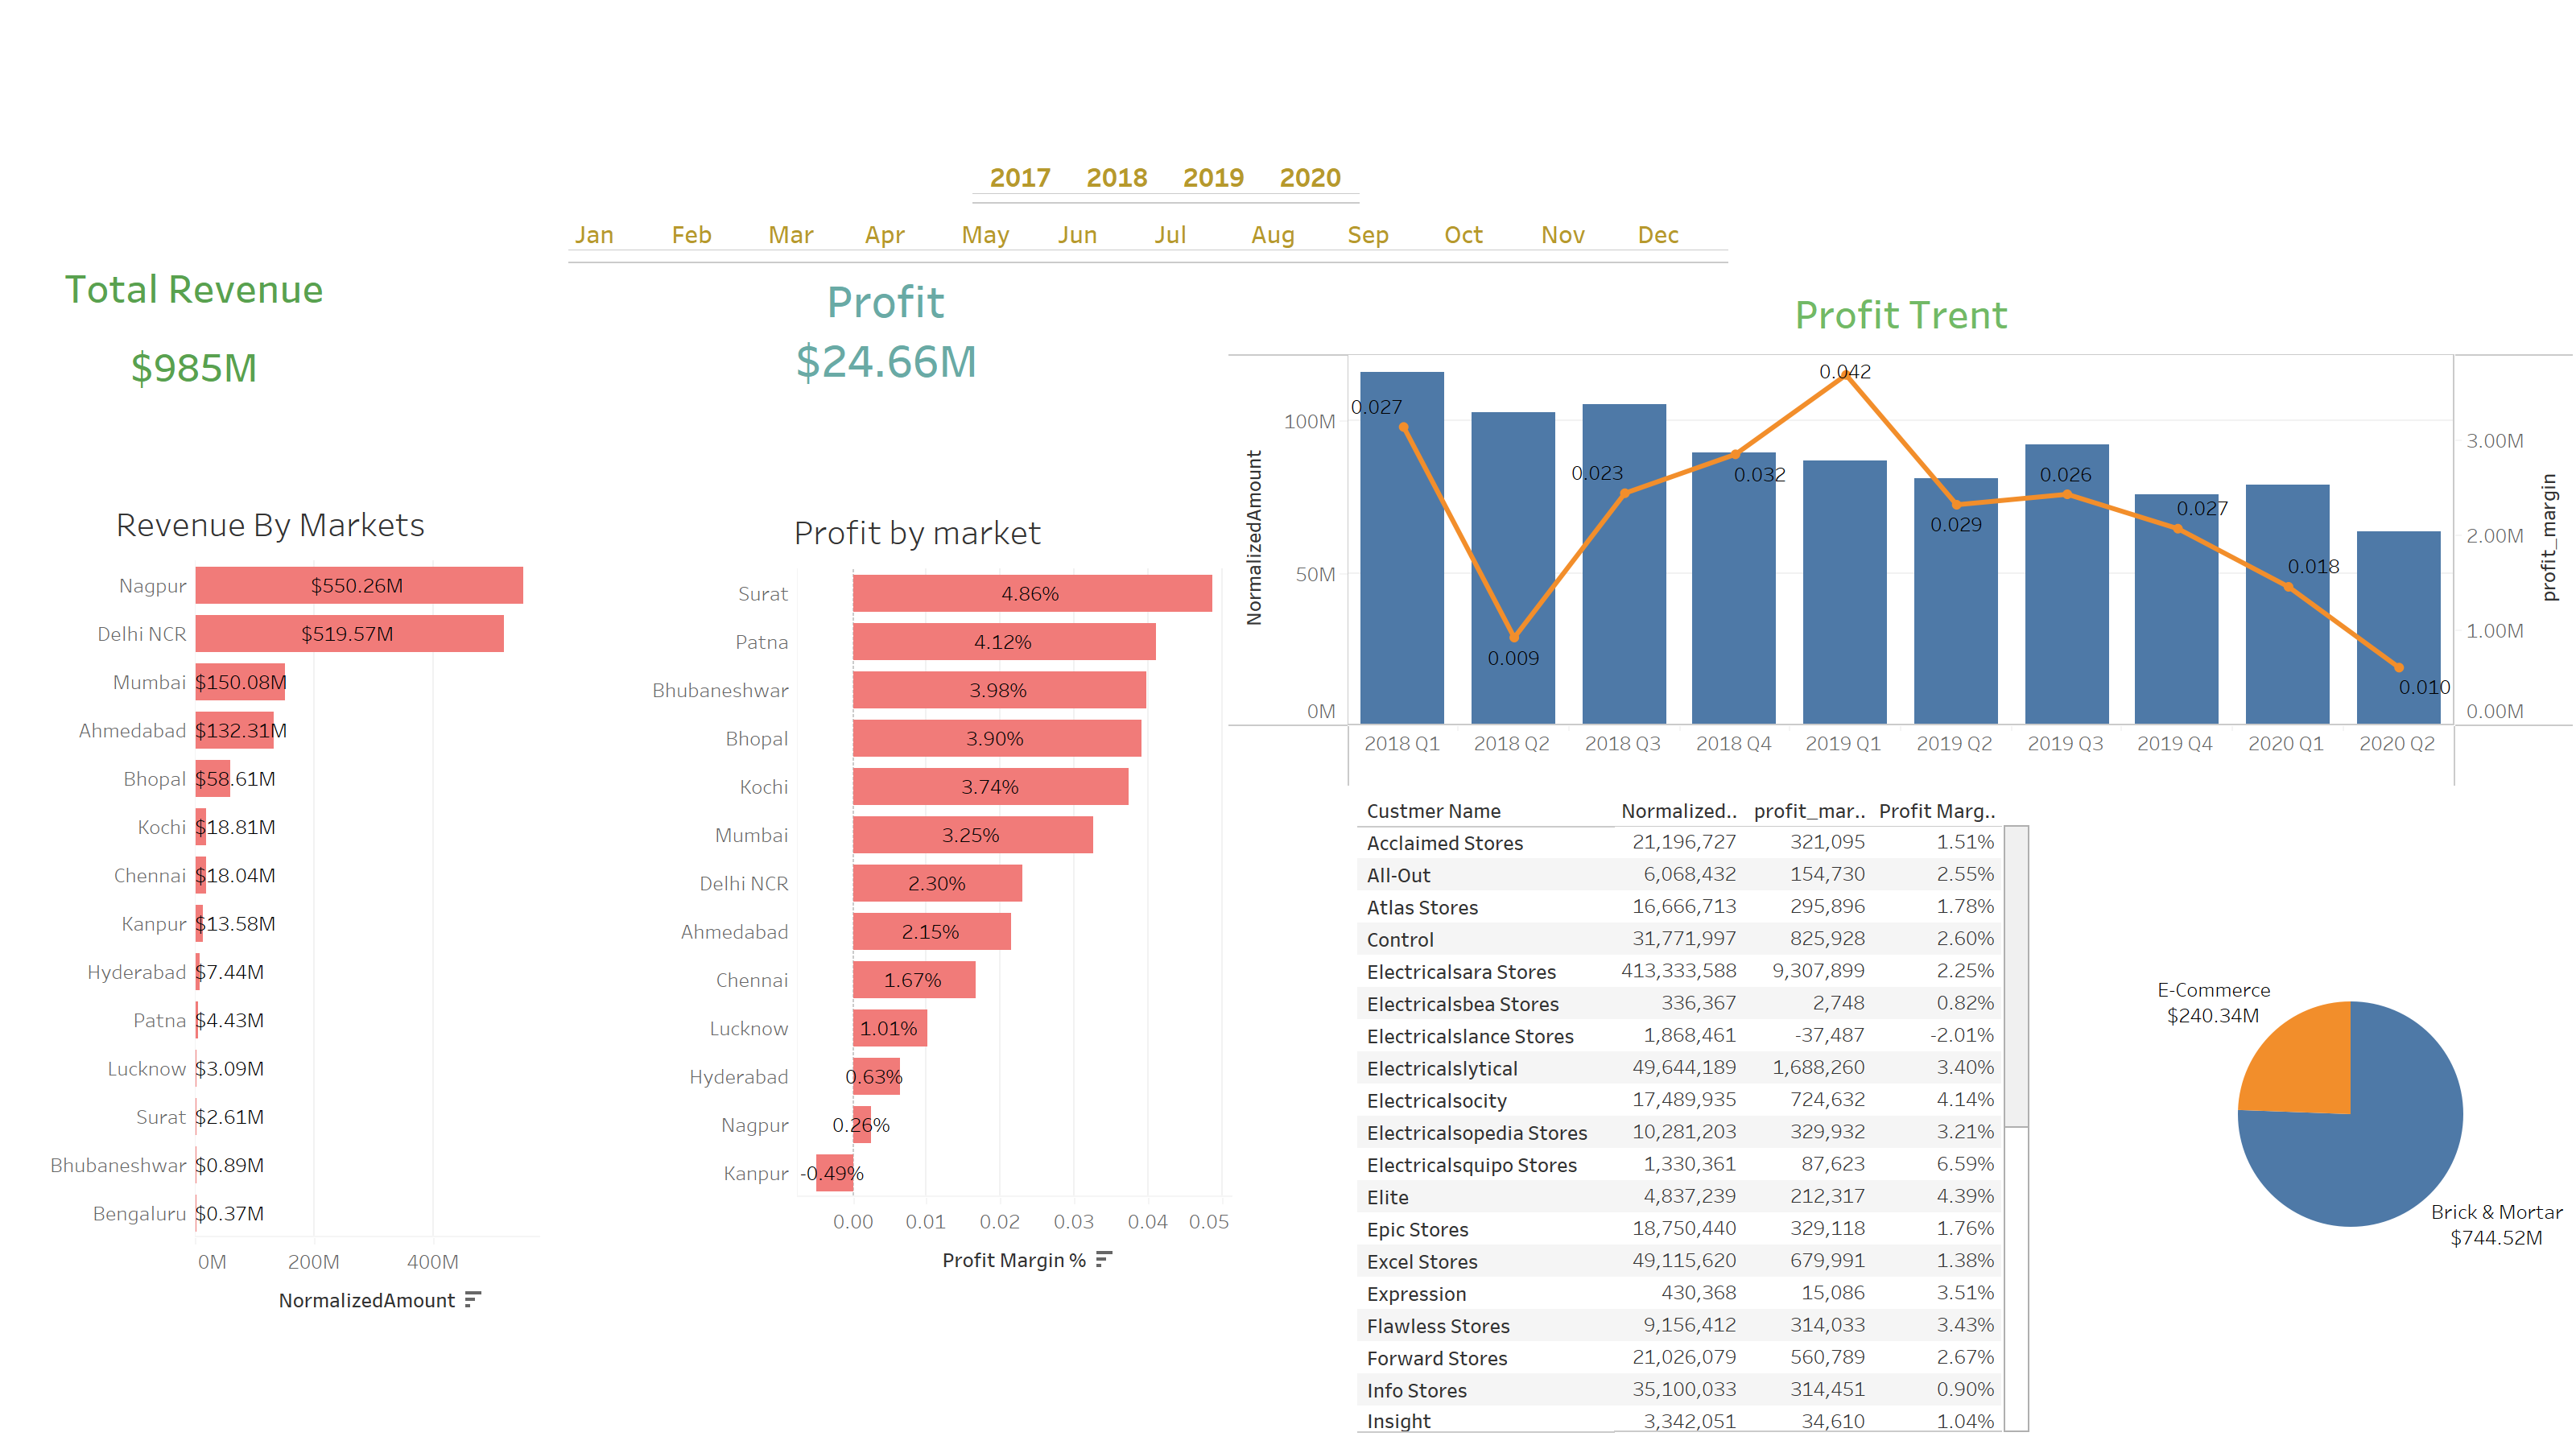 2017 2018 2019 2020
Jan Feb Mar Apr May Jun Jul Aug Sep Oct Nov Dec
Total Revenue
$985M
Profit
$24.66M
Revenue By Markets
Nagpur $550.26M
Delhi NCR $519.57M
Mumbai $150.08M
Ahmedabad $132.31M
Bhopal $58.61M
Kochi $18.81M
Chennai $18.04M
Kanpur $13.58M
Hyderabad $7.44M
Patna $4.43M
Lucknow $3.09M
Surat $2.61M
Bhubaneshwar $0.89M
Bengaluru $0.37M
0M 200M 400M
NormalizedAmount
Profit by market
Surat 4.86%
Patna 4.12%
Bhubaneshwar 3.98%
Bhopal 3.90%
Kochi 3.74%
Mumbai 3.25%
Delhi NCR 2.30%
Ahmedabad 2.15%
Chennai 1.67%
Lucknow 1.01%
Hyderabad 0.63%
Nagpur 0.26%
Kanpur -0.49%
0.00 0.01 0.02 0.03 0.04 0.05
Profit Margin %
Profit Trent
NormalizedAmount
100M
50M
0M
0.027 0.009 0.023 0.032 0.042 0.029 0.026 0.027 0.018 0.010
3.00M
2.00M
1.00M
0.00M
profit_margin
2018 Q1 2018 Q2 2018 Q3 2018 Q4 2019 Q1 2019 Q2 2019 Q3 2019 Q4 2020 Q1 2020 Q2
Custmer Name Normalized.. profit_mar.. Profit Marg..
Acclaimed Stores 21,196,727 321,095 1.51%
All-Out 6,068,432 154,730 2.55%
Atlas Stores 16,666,713 295,896 1.78%
Control 31,771,997 825,928 2.60%
Electricalsara Stores 413,333,588 9,307,899 2.25%
Electricalsbea Stores 336,367 2,748 0.82%
Electricalslance Stores 1,868,461 -37,487 -2.01%
Electricalslytical 49,644,189 1,688,260 3.40%
Electricalsocity 17,489,935 724,632 4.14%
Electricalsopedia Stores 10,281,203 329,932 3.21%
Electricalsquipo Stores 1,330,361 87,623 6.59%
Elite 4,837,239 212,317 4.39%
Epic Stores 18,750,440 329,118 1.76%
Excel Stores 49,115,620 679,991 1.38%
Expression 430,368 15,086 3.51%
Flawless Stores 9,156,412 314,033 3.43%
Forward Stores 21,026,079 560,789 2.67%
Info Stores 35,100,033 314,451 0.90%
Insight 3,342,051 34,610 1.04%
E-Commerce
$240.34M
Brick & Mortar
$744.52M